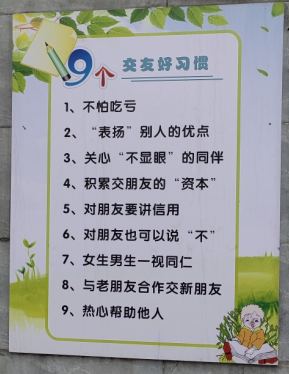 9个 交友好习惯
1、不怕吃亏
2、“表扬”别人的优点
3、关心“不显眼”的同伴
4、积累交朋友的“资本”
5、对朋友要讲信用
6、对朋友也可以说“不”
7、女生男生一视同仁
8、与老朋友合作交新朋友
9、热心帮助他人